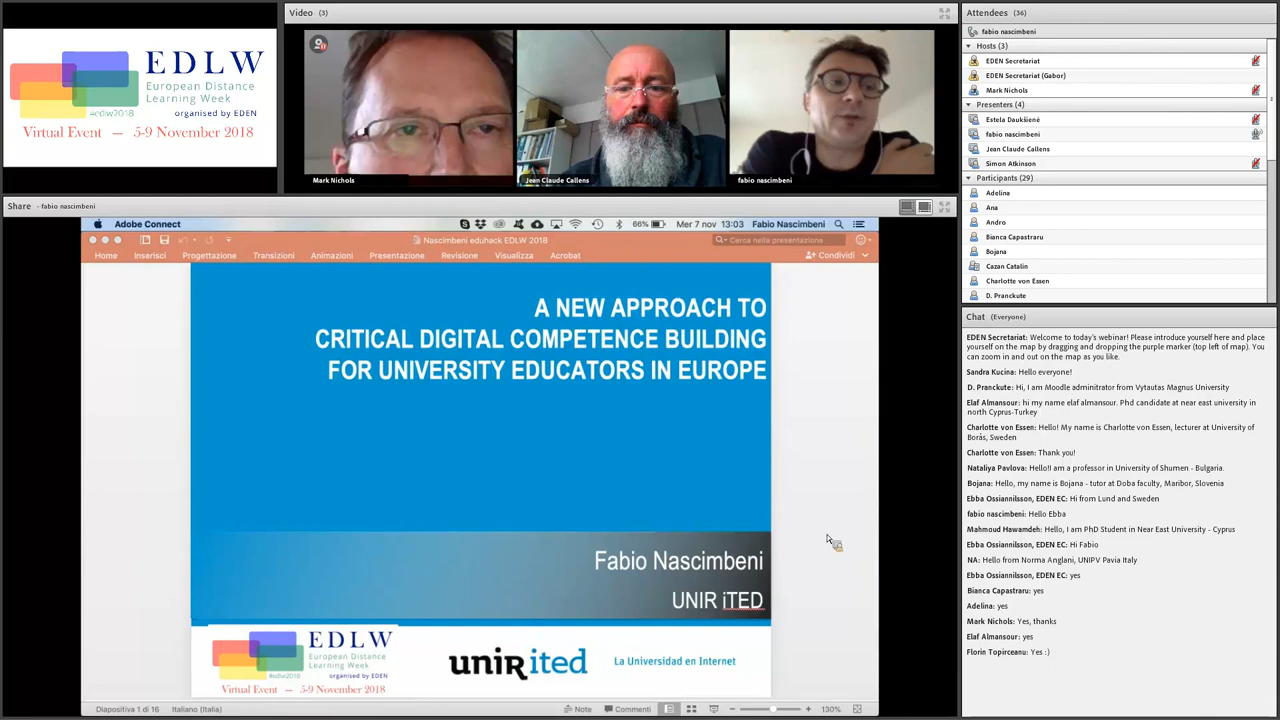 EDLW
European Distance
Learning Week
#edlw2018
organised by EDEN
Virtual Event — 5-9 November 2018
Video (3)
Mark Nichols
Jean Claude Callens
fabio nascimbeni
Share - fabio nascimbeni
Adobe Connect
66%
Mer 7 nov 13:03 Fabio Nascimbeni
Nascimbeni eduhack EDLW 2018
Cerca nella presentazione
Home Inserisci Progettazione Transizioni Animazioni Presentazione Revisione Visualizza Acrobat
Condividi
A NEW APPROACH TO
CRITICAL DIGITAL COMPETENCE BUILDING
FOR UNIVERSITY EDUCATORS IN EUROPE
Fabio Nascimbeni
UNIR iTED
EDLW
European Distance
Learning Week
#edlw2018
organised by EDEN
Virtual Event — 5-9 November 2018
unir ited
La Universidad en Internet
Diapositiva 1 di 16 Italiano (Italia)
Note Commenti
130%
Attendees (36)
fabio nascimbeni
Hosts (3)
EDEN Secretariat
EDEN Secretariat (Gabor)
Mark Nichols
Presenters (4)
Estela Daukšienė
fabio nascimbeni
Jean Claude Callens
Simon Atkinson
Participants (29)
Adelina
Ana
Andro
Bianca Capastraru
Bojana
Cazan Catalin
Charlotte von Essen
D. Pranckute
Chat (Everyone)
EDEN Secretariat: Welcome to today's webinar! Please introduce yourself here and place
yourself on the map by dragging and dropping the purple marker (top left of map). You
can zoom in and out on the map as you like.
Sandra Kucina: Hello everyone!
D. Pranckute: Hi, I am Moodle adminitrator from Vytautas Magnus University
Elaf Almansour: hi my name elaf almansour. Phd candidate at near east university in
north Cyprus-Turkey
Charlotte von Essen: Hello! My name is Charlotte von Essen, lecturer at University of
Borås, Sweden
Charlotte von Essen: Thank you!
Nataliya Pavlova: Hello!I am a professor in University of Shumen - Bulgaria.
Bojana: Hello, my name is Bojana - tutor at Doba faculty, Maribor, Slovenia
Ebba Ossiannilsson, EDEN EC: Hi from Lund and Sweden
fabio nascimbeni: Hello Ebba
Mahmoud Hawamdeh: Hello, I am PhD Student in Near East University - Cyprus
Ebba Ossiannilsson, EDEN EC: Hi Fabio
NA: Hello from Norma Anglani, UNIPV Pavia Italy
Ebba Ossiannilsson, EDEN EC: yes
Bianca Capastraru: yes
Adelina: yes
Mark Nichols: Yes, thanks
Elaf Almansour: yes
Florin Topirceanu: Yes :)